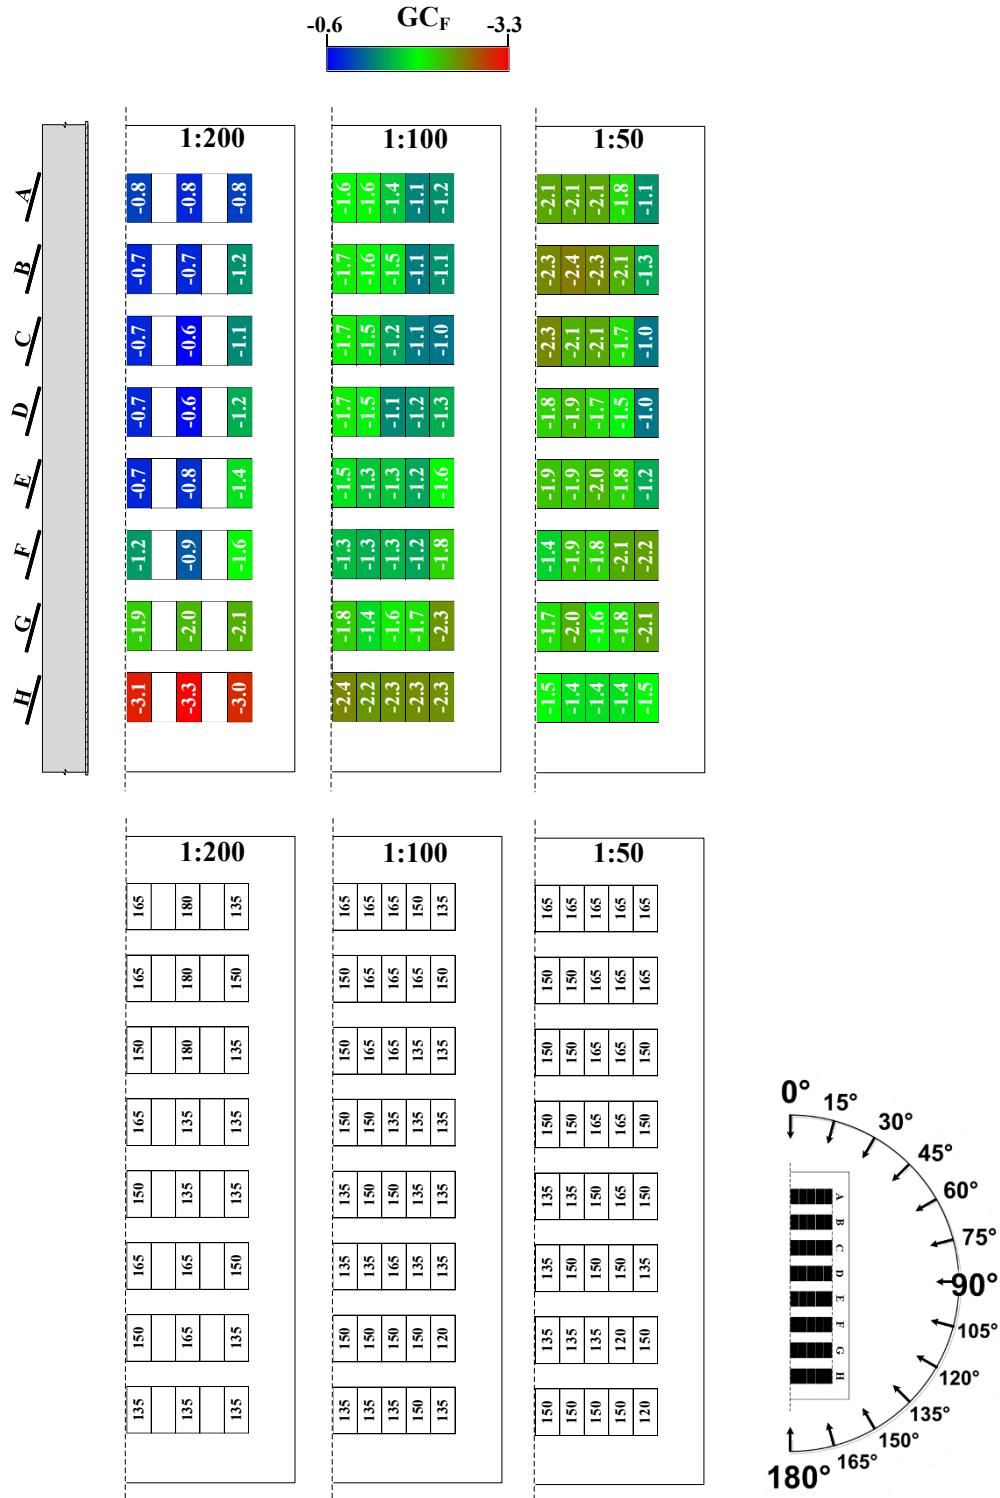 GC_F
-0.6 -3.3
1:200 1:100 1:50
A -0.8 -0.8 -0.8 -1.6 -1.6 -1.4 -1.1 -1.2 -2.1 -2.1 -2.1 -1.8 -1.1
B -0.7 -0.7 -1.2 -1.7 -1.6 -1.5 -1.1 -1.1 -2.3 -2.4 -2.3 -2.1 -1.3
C -0.7 -0.6 -1.1 -1.7 -1.5 -1.2 -1.1 -1.0 -2.3 -2.1 -2.1 -1.7 -1.0
D -0.7 -0.6 -1.2 -1.7 -1.5 -1.1 -1.2 -1.3 -1.8 -1.9 -1.7 -1.5 -1.0
E -0.7 -0.8 -1.4 -1.5 -1.3 -1.3 -1.2 -1.6 -1.9 -1.9 -2.0 -1.8 -1.2
F -1.2 -0.9 -1.6 -1.3 -1.3 -1.3 -1.2 -1.8 -1.4 -1.9 -1.8 -2.1 -2.2
G -1.9 -2.0 -2.1 -1.8 -1.4 -1.6 -1.7 -2.3 -1.7 -2.0 -1.6 -1.8 -2.1
H -3.1 -3.3 -3.0 -2.4 -2.2 -2.3 -2.3 -2.3 -1.5 -1.4 -1.4 -1.4 -1.5
1:200 1:100 1:50
165 180 135 165 165 165 150 135 165 165 165 165 165
165 180 150 150 165 165 165 150 150 150 165 165 165
150 180 135 150 165 165 135 135 150 150 165 165 150
165 135 135 150 150 135 135 135 150 150 165 165 150
150 135 135 135 150 150 135 135 135 135 150 165 150
165 165 150 135 135 165 135 135 135 150 150 150 135
150 165 135 150 150 150 150 120 135 135 135 120 150
135 135 135 135 135 135 150 135 150 150 150 150 120
0°
15°
30°
45°
60°
75°
90°
105°
120°
135°
150°
165°
180°
A
B
C
D
E
F
G
H